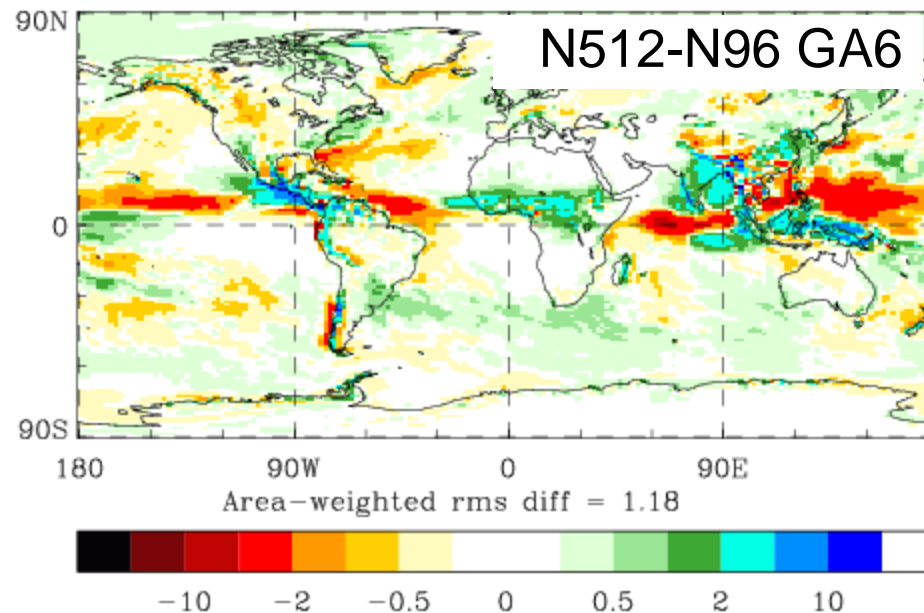 90N
N512-N96 GA6
0
90S
180 90W 0 90E
Area-weighted rms diff = 1.18
-10 -2 -0.5 0 0.5 2 10